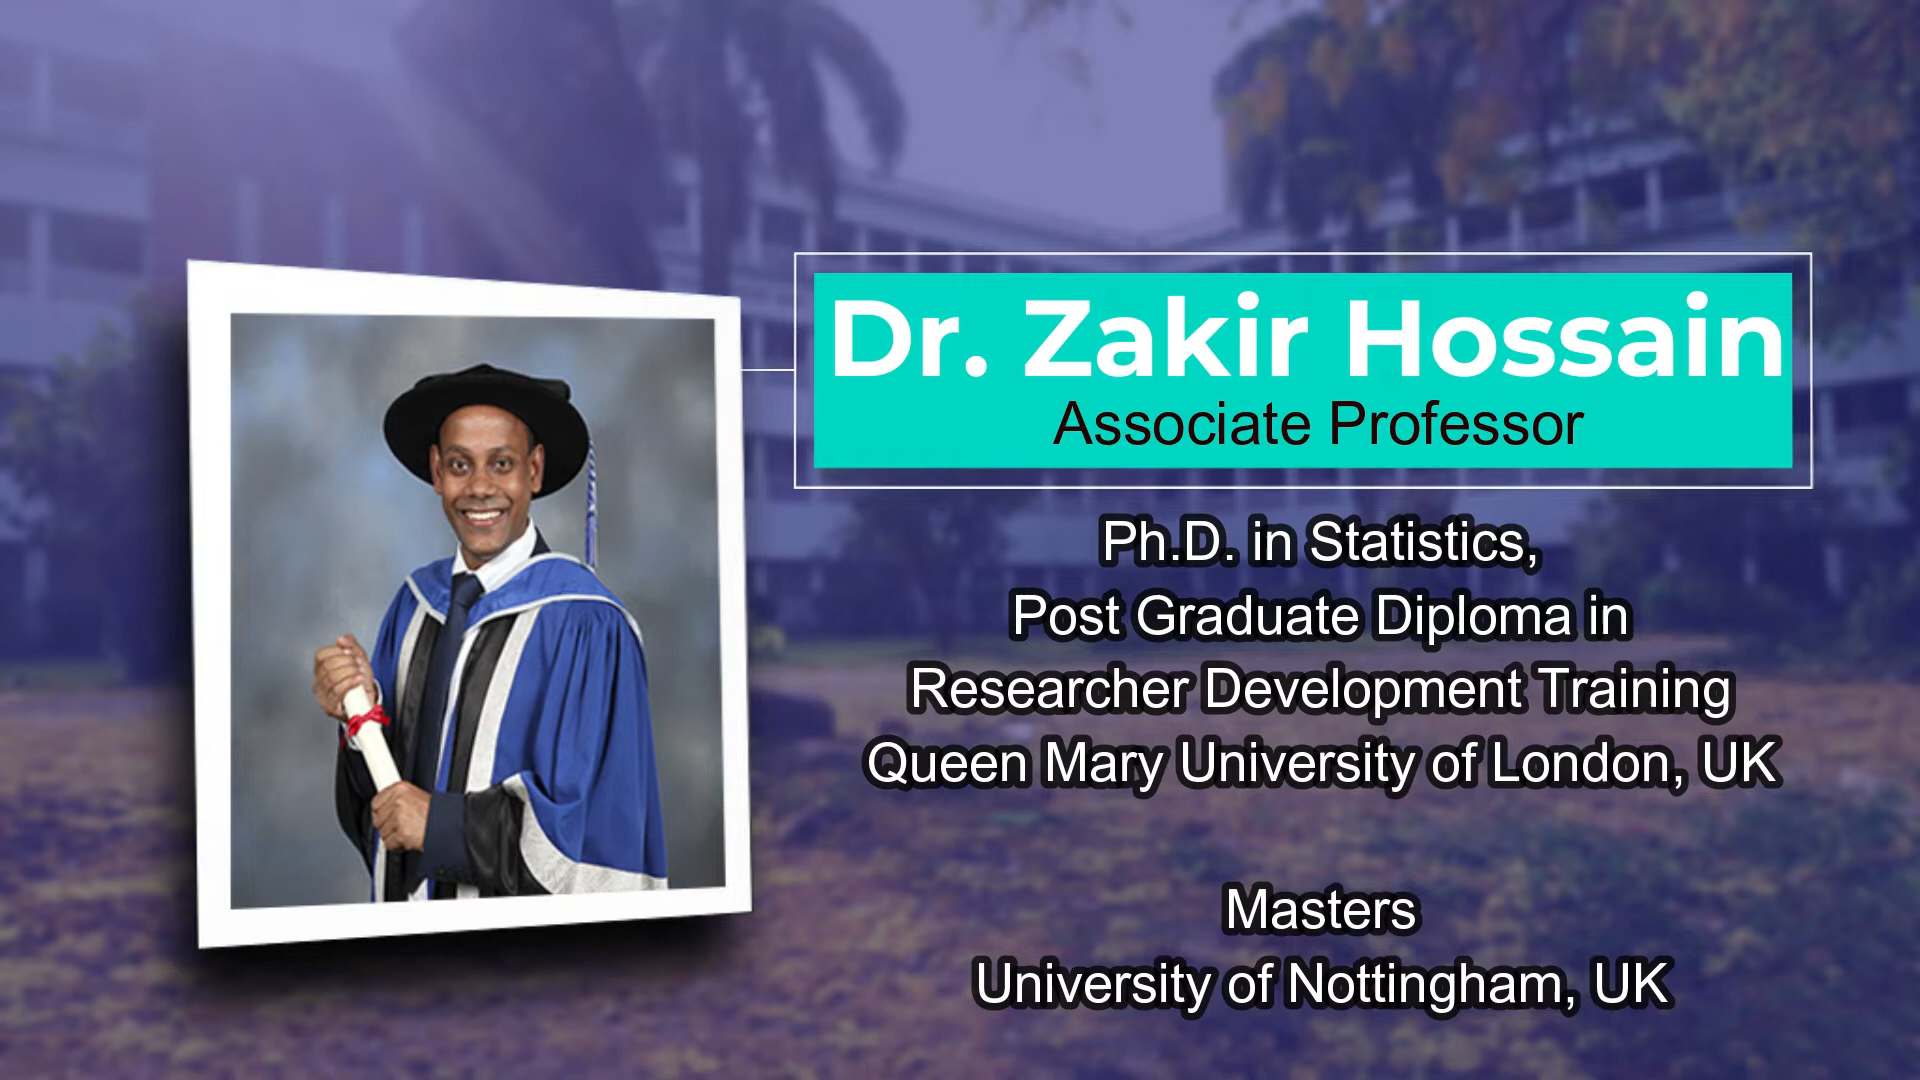 Dr. Zakir Hossain
Associate Professor
Ph.D. in Statistics,
Post Graduate Diploma in
Researcher Development Training
Queen Mary University of London, UK
Masters
University of Nottingham, UK